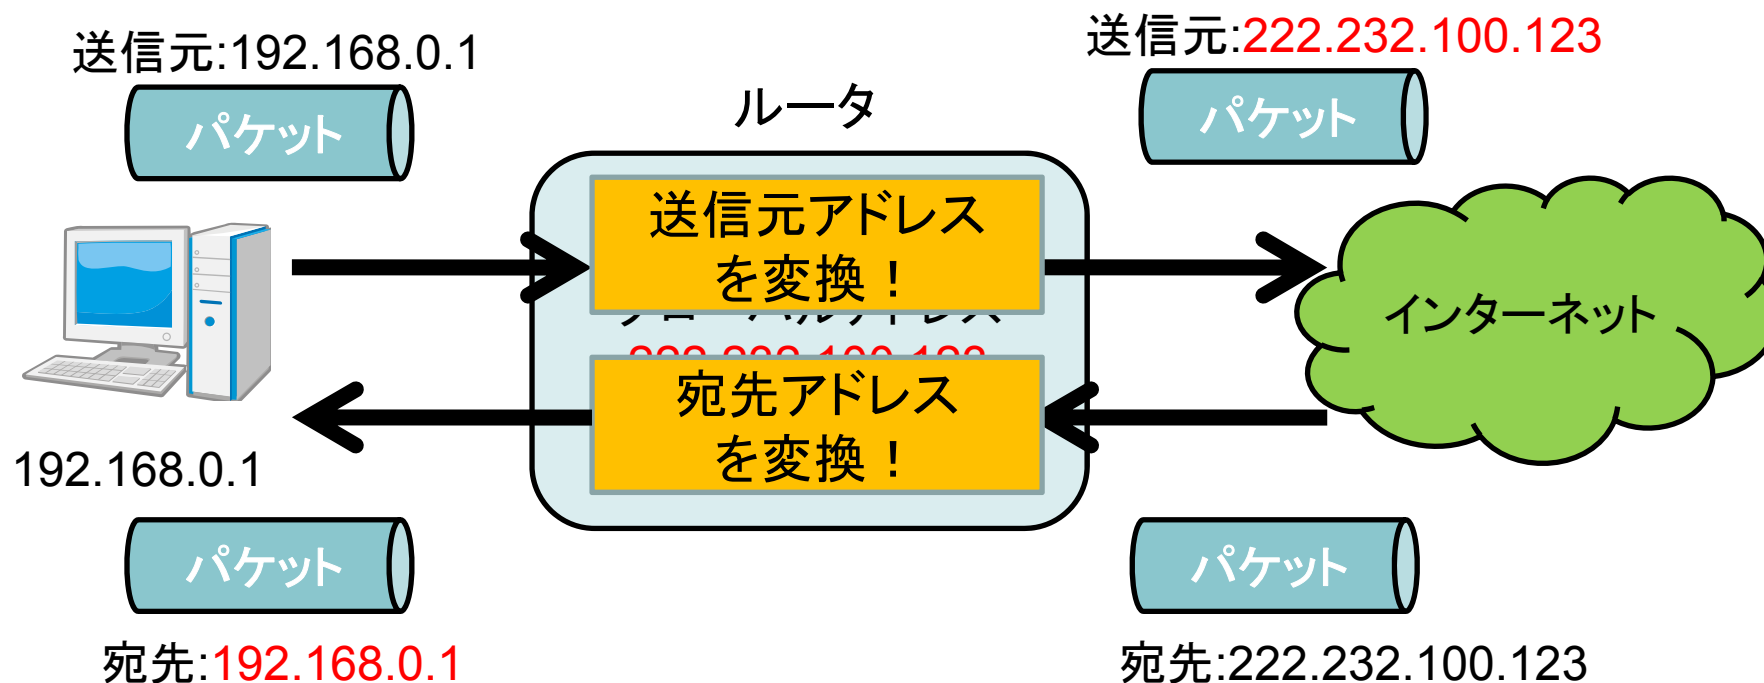 送信元:192.168.0.1
送信元:222.232.100.123
ルータ
パケット
パケット
送信元アドレス
を変換！
インターネット
宛先アドレス
を変換！
192.168.0.1
パケット
パケット
宛先:192.168.0.1
宛先:222.232.100.123